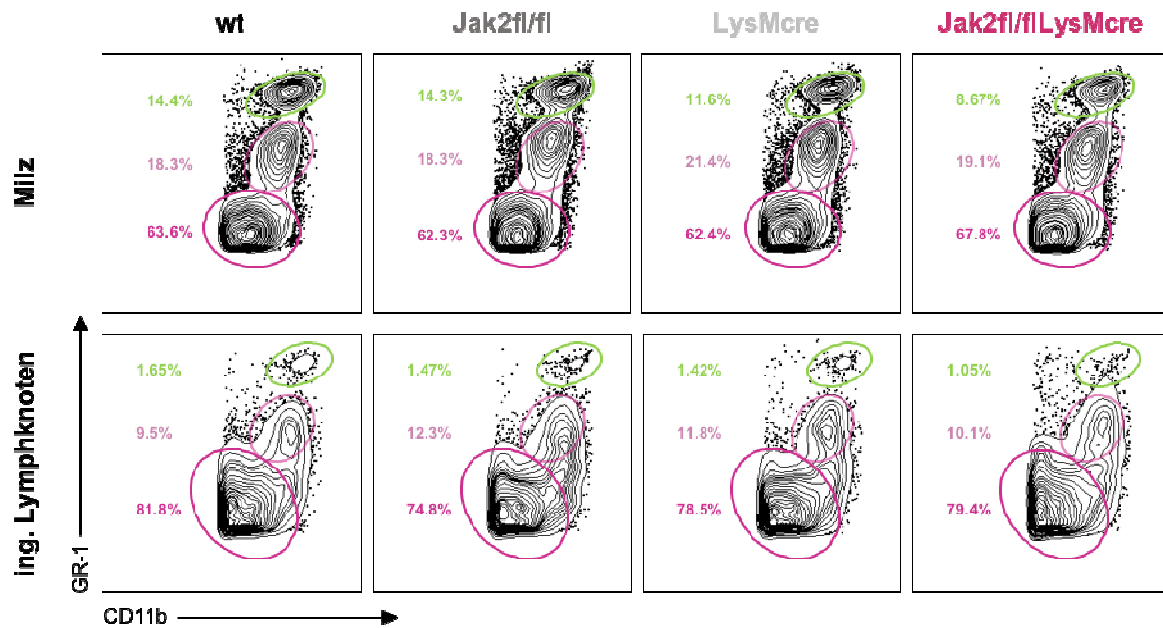 wt Jak2fl/fl LysMcre Jak2fl/flLysMcre
Milz
14.4% 14.3% 11.6% 8.67%
18.3% 18.3% 21.4% 19.1%
63.6% 62.3% 62.4% 67.8%
ing. Lymphknoten
1.65% 1.47% 1.42% 1.05%
9.5% 12.3% 11.8% 10.1%
81.8% 74.8% 78.5% 79.4%
GR-1
CD11b